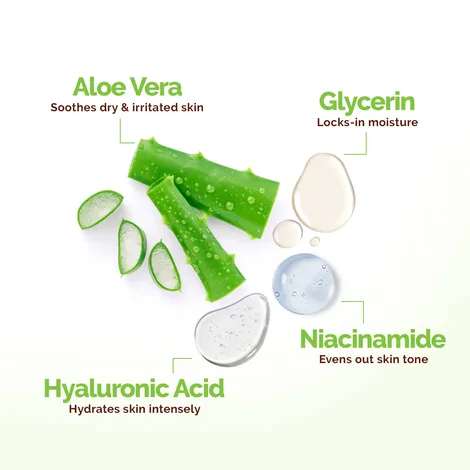 Aloe Vera
Soothes dry & irritated skin
Glycerin
Locks-in moisture
Niacinamide
Evens out skin tone
Hyaluronic Acid
Hydrates skin intensely